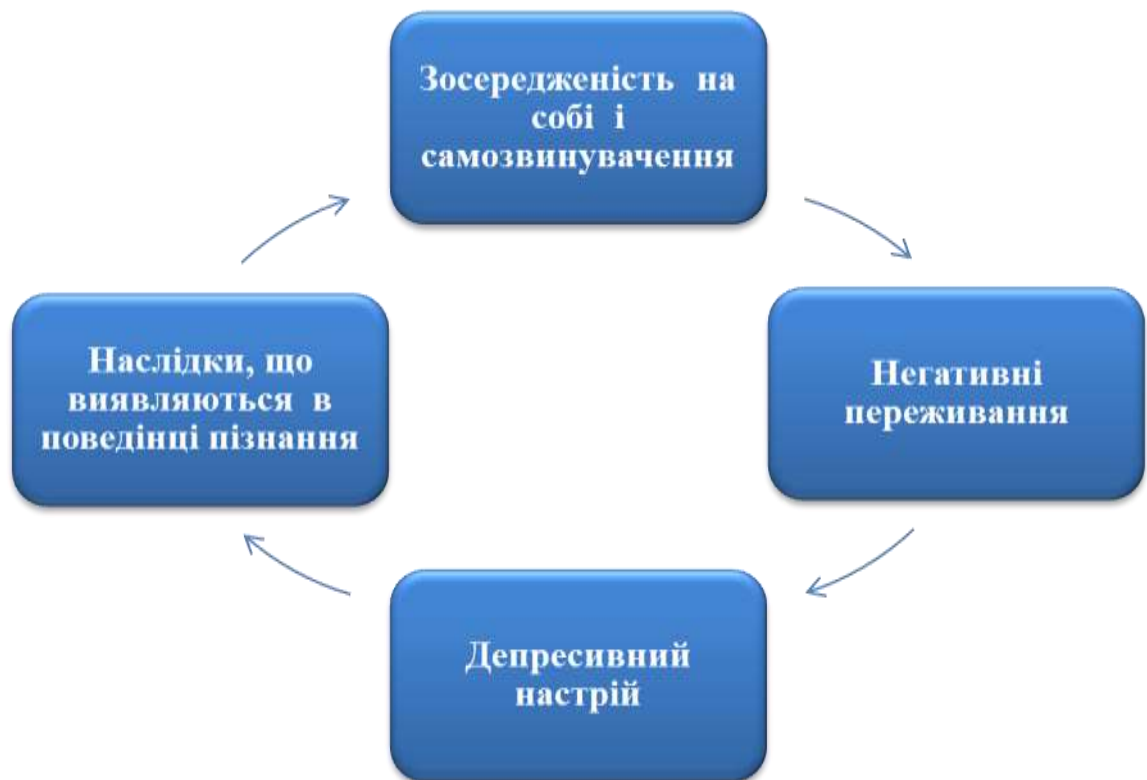 Зосередженість на
собі і
самозвинувачення
Негативні
переживання
Депресивний
настрій
Наслідки, що
виявляються в
поведінці пізнання